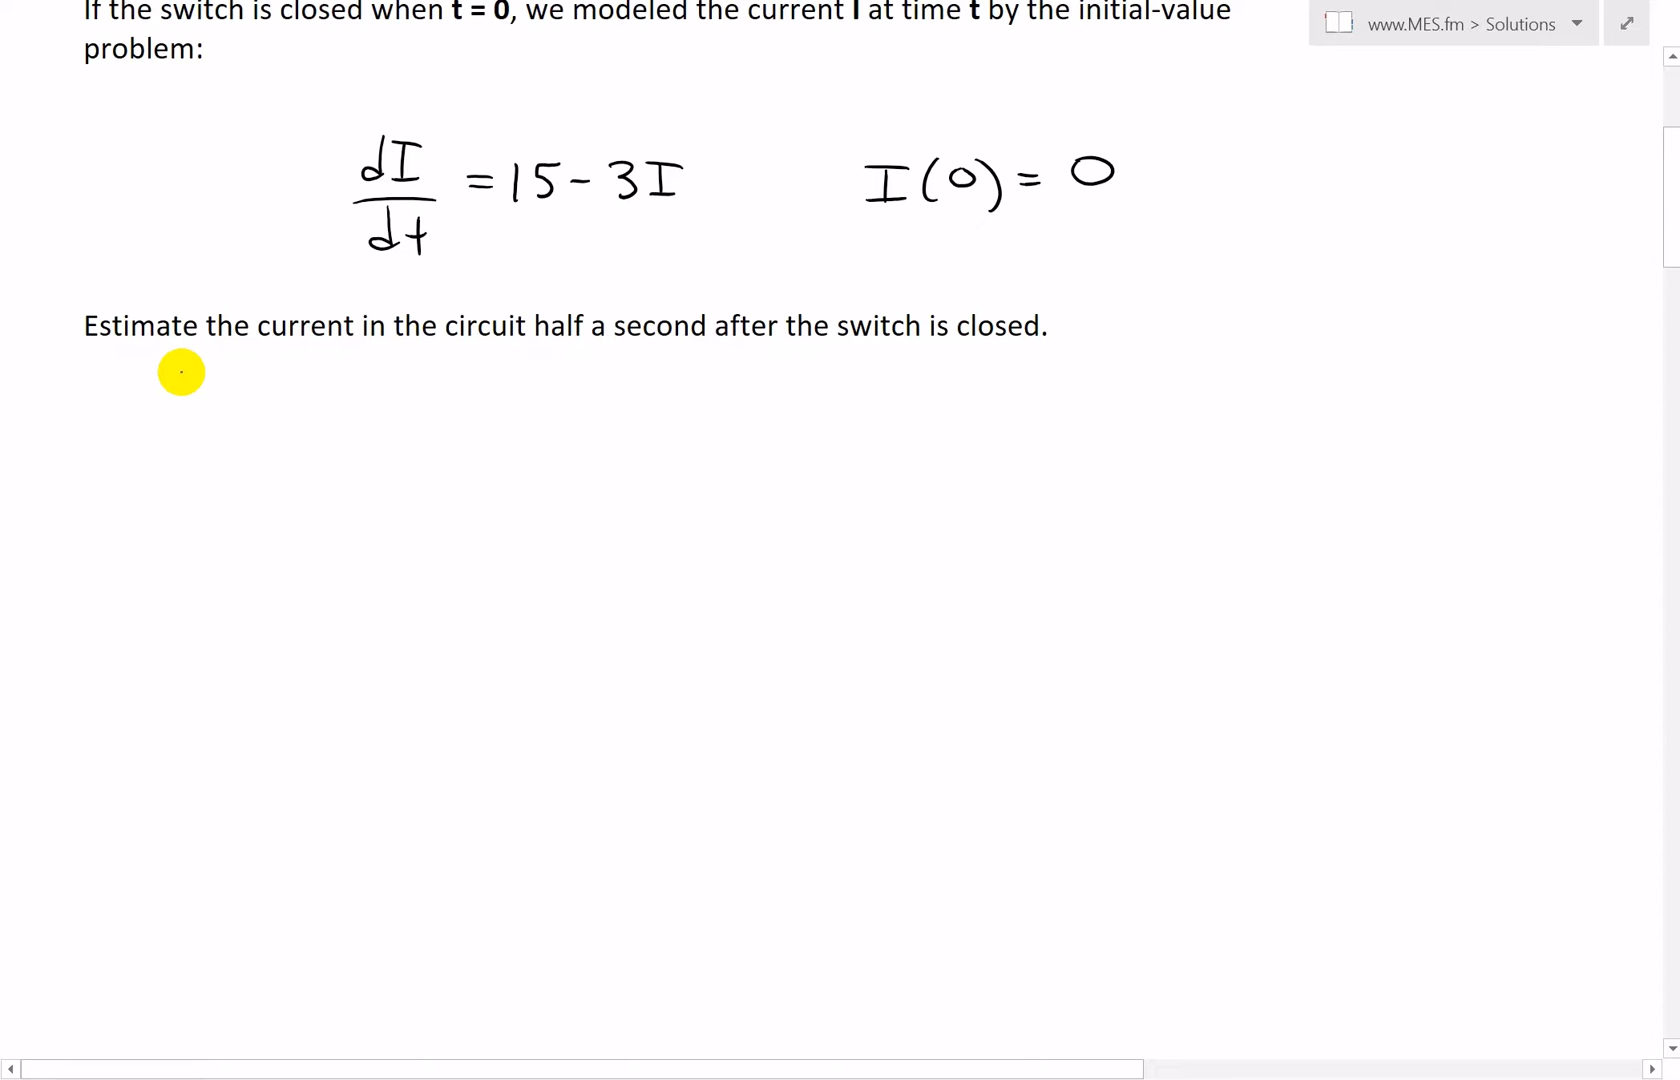 If the switch is closed when t = 0, we modeled the current I at time t by the initial-value
problem:
www.MES.fm > Solutions
dI/dt = 15 - 3I I(0) = 0
Estimate the current in the circuit half a second after the switch is closed.